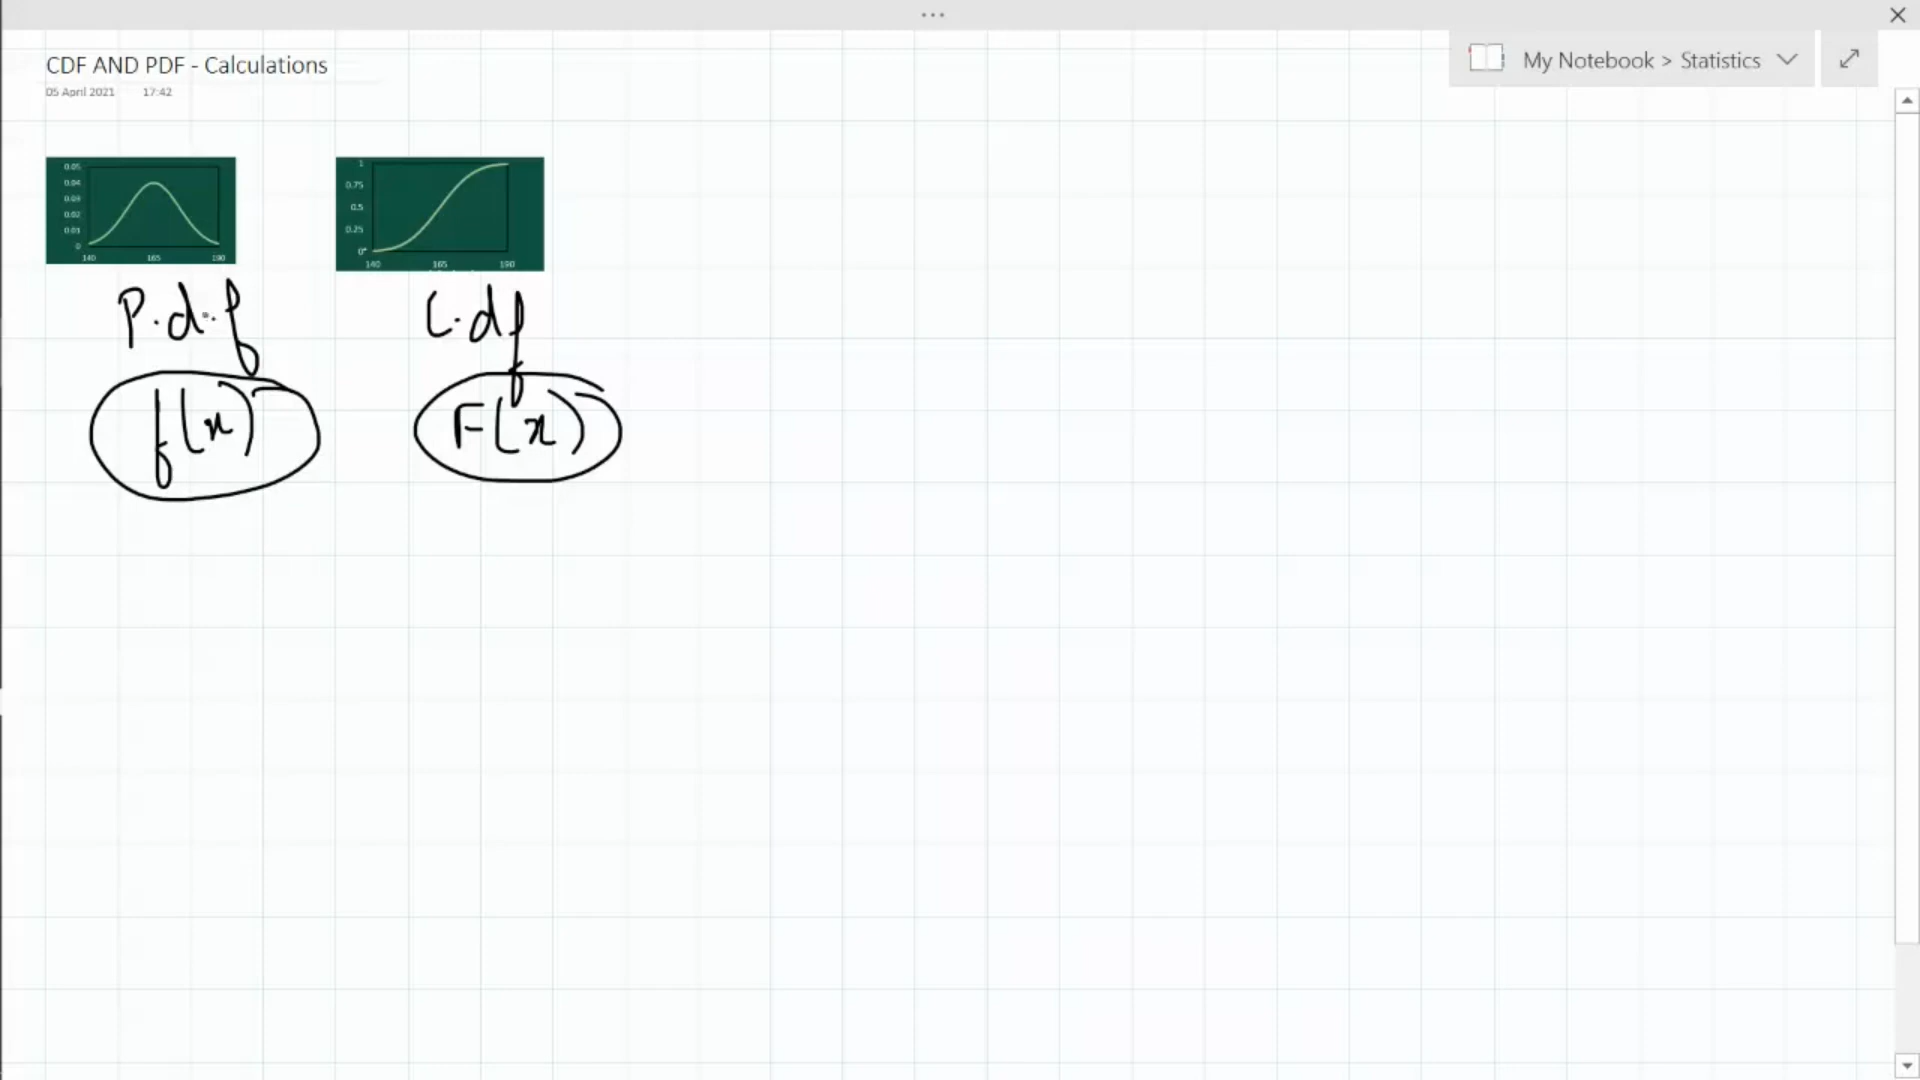 CDF AND PDF - Calculations
05 April 2021 17:42
My Notebook > Statistics
0.05
0.04
0.03
0.02
0.01
0
140 165 190
1
0.75
0.5
0.25
0
140 165 190
P.d.f
C.df
f(x)
F(x)